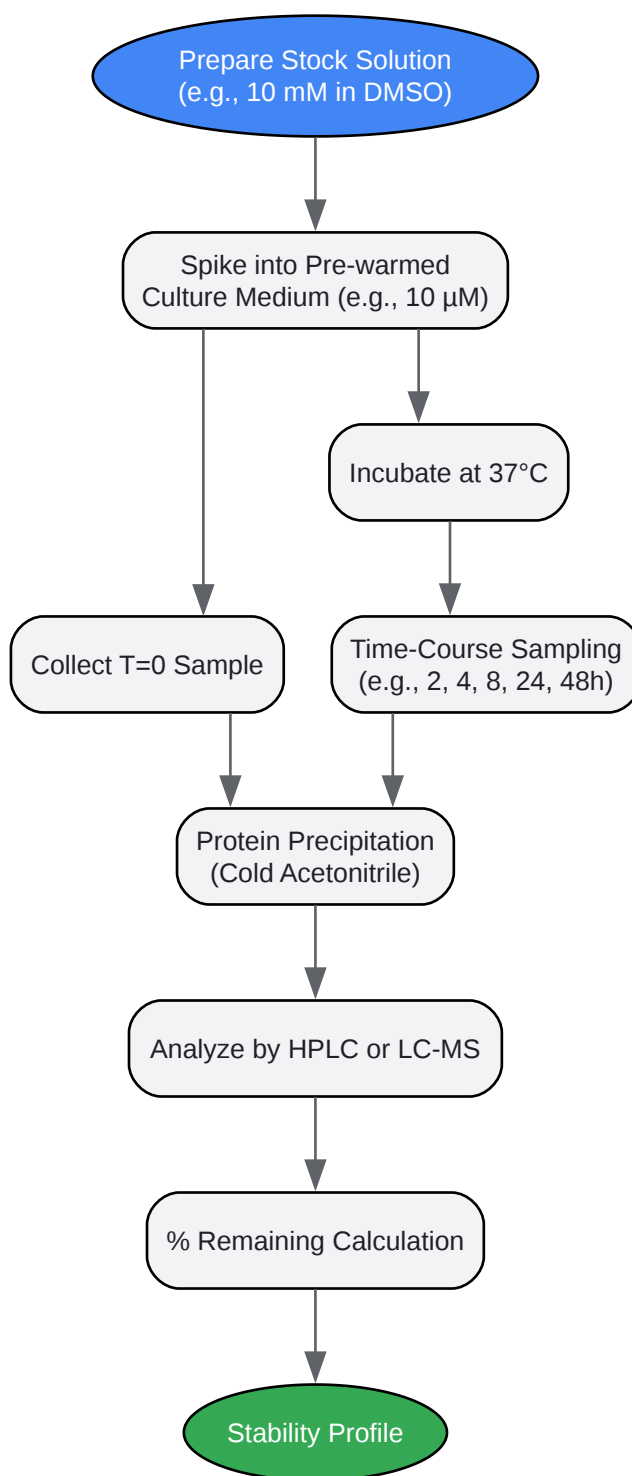 Prepare Stock Solution
(e.g., 10 mM in DMSO)
Spike into Pre-warmed
Culture Medium (e.g., 10 µM)
Incubate at 37°C
Collect T=0 Sample
Time-Course Sampling
(e.g., 2, 4, 8, 24, 48h)
Protein Precipitation
(Cold Acetonitrile)
Analyze by HPLC or LC-MS
% Remaining Calculation
Stability Profile